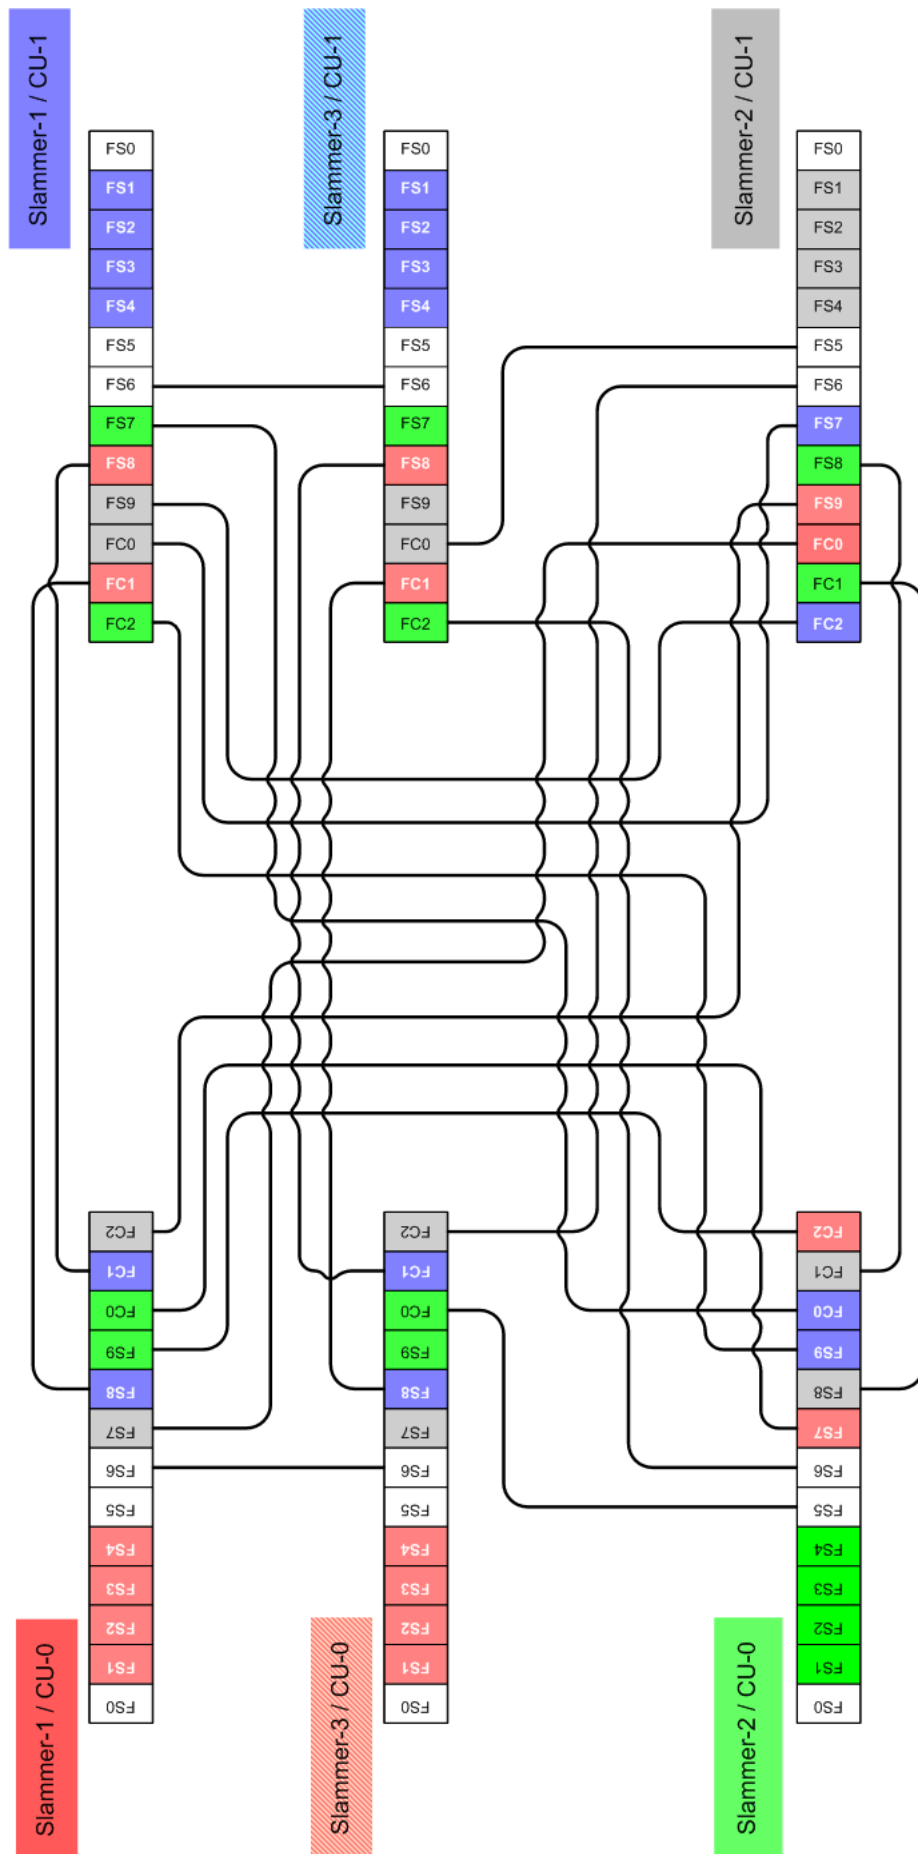 Slammer-1 / CU-1
FS0
FS1
FS2
FS3
FS4
FS5
FS6
FS7
FS8
FS9
FC0
FC1
FC2
Slammer-3 / CU-1
FS0
FS1
FS2
FS3
FS4
FS5
FS6
FS7
FS8
FS9
FC0
FC1
FC2
Slammer-2 / CU-1
FS0
FS1
FS2
FS3
FS4
FS5
FS6
FS7
FS8
FS9
FC0
FC1
FC2
FC2
FC1
FC0
FS9
FS8
FS7
FS6
FS5
FS4
FS3
FS2
FS1
FS0
Slammer-1 / CU-0
FC2
FC1
FC0
FS9
FS8
FS7
FS6
FS5
FS4
FS3
FS2
FS1
FS0
Slammer-3 / CU-0
FC2
FC1
FC0
FS9
FS8
FS7
FS6
FS5
FS4
FS3
FS2
FS1
FS0
Slammer-2 / CU-0